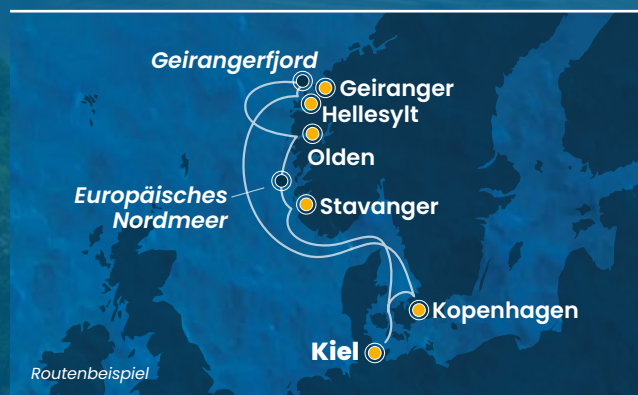 Geirangerfjord
Geiranger
Hellesylt
Olden
Europäisches
Nordmeer
Stavanger
Kopenhagen
Kiel
Routenbeispiel